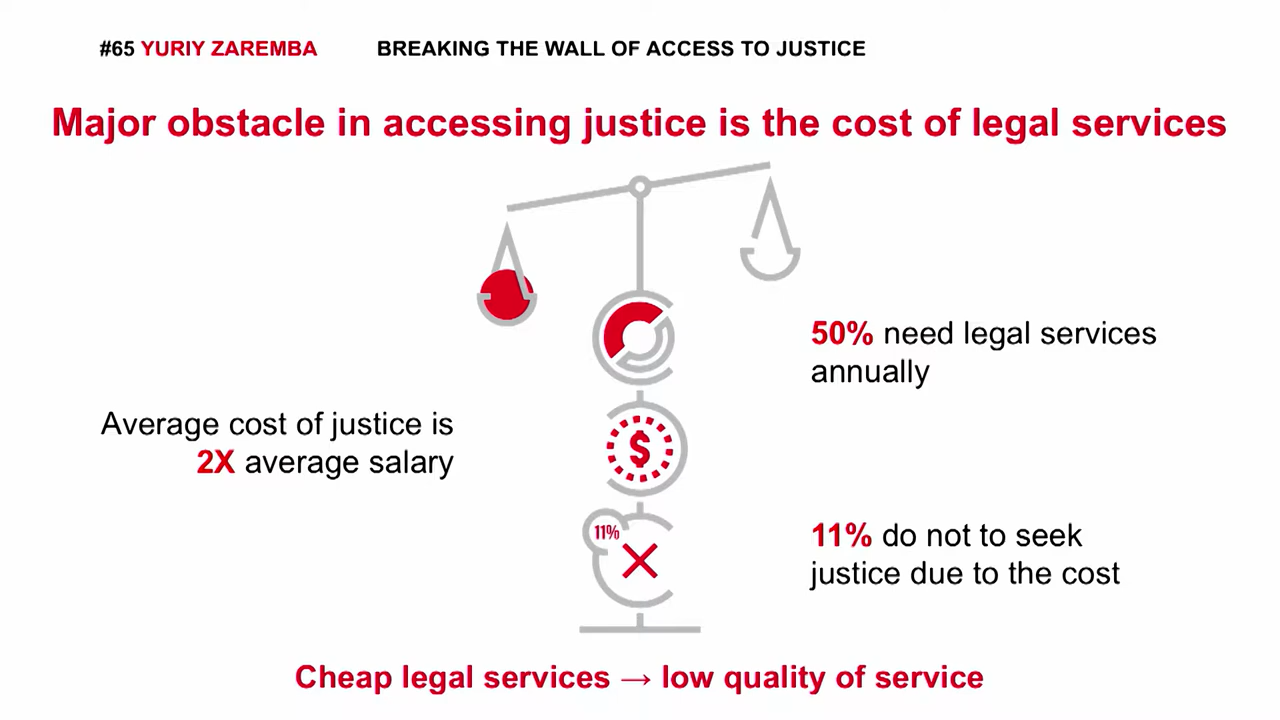 #65 YURIY ZAREMBA BREAKING THE WALL OF ACCESS TO JUSTICE
Major obstacle in accessing justice is the cost of legal services
50% need legal services
annually
Average cost of justice is
2X average salary
$
11%
11% do not to seek
justice due to the cost
Cheap legal services → low quality of service